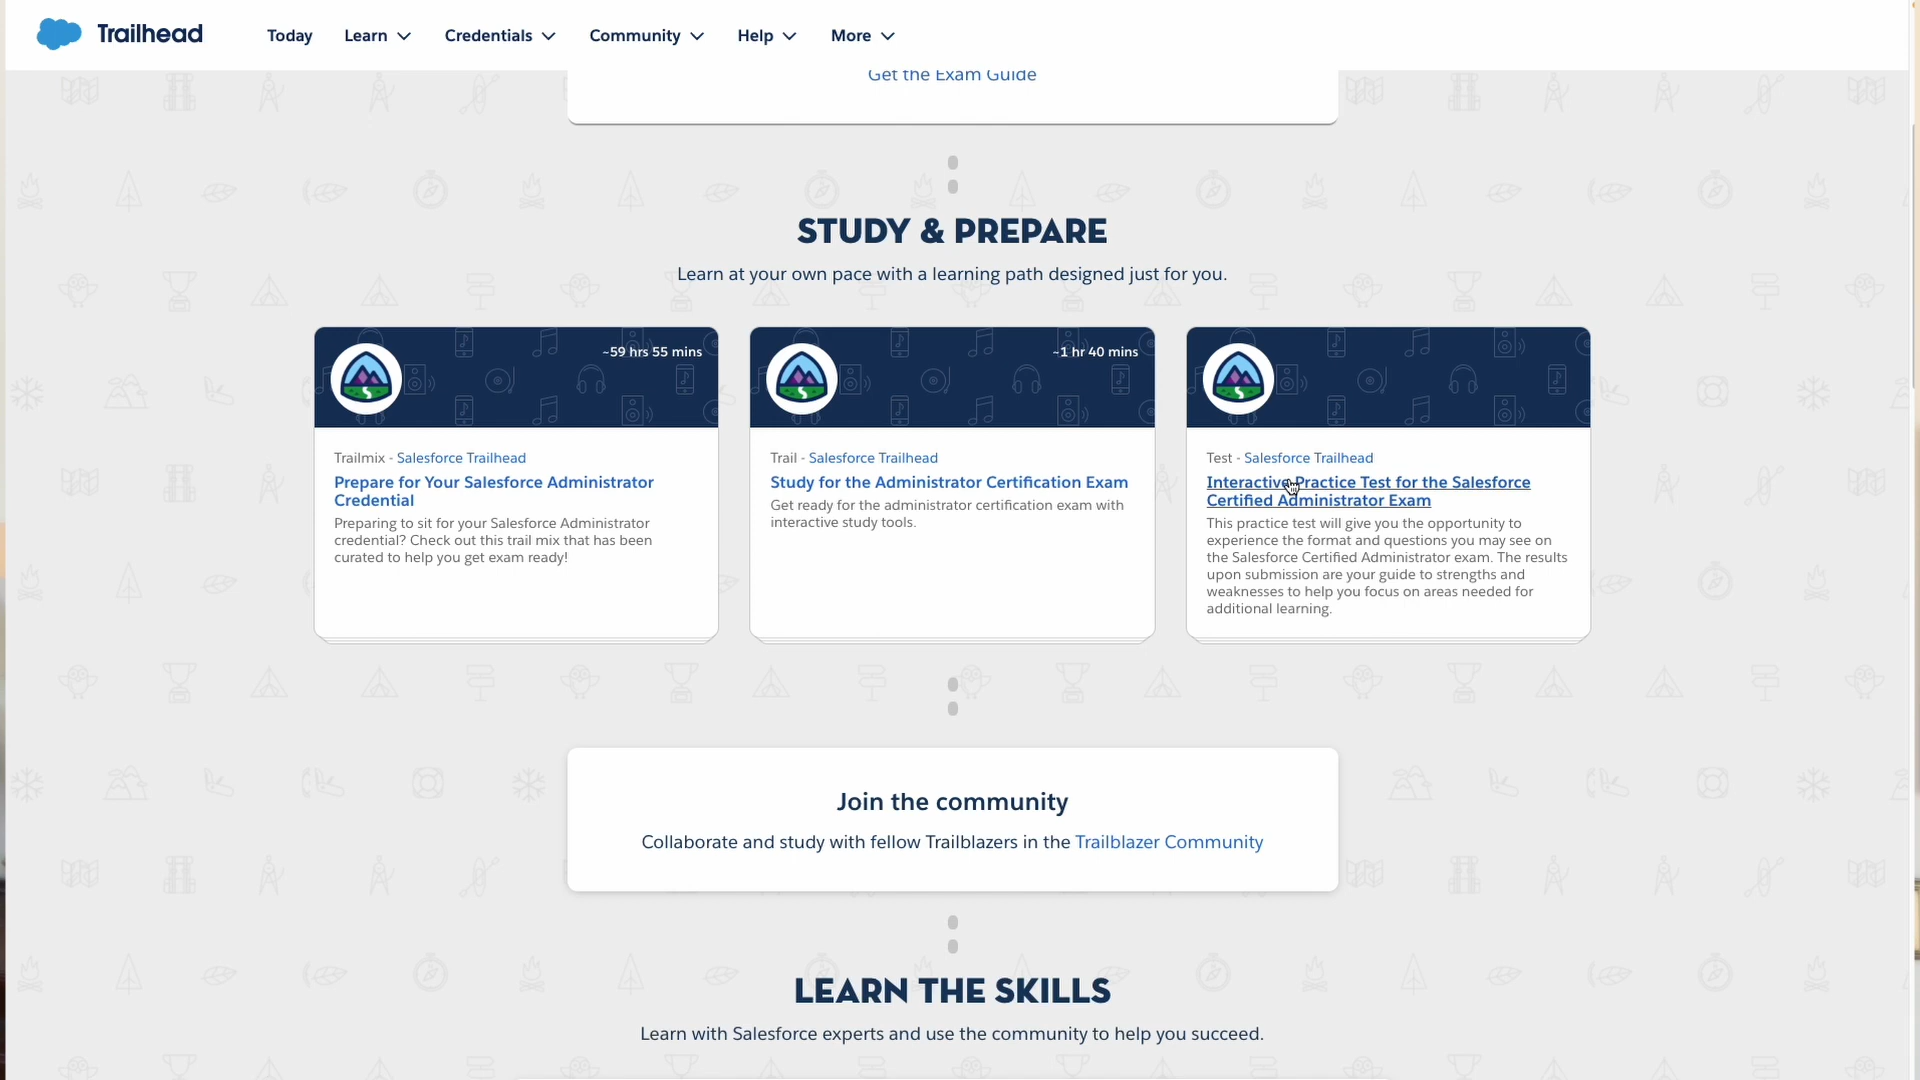 Trailhead
Today
Learn
Credentials
Community
Help
More
Get the Exam Guide
STUDY & PREPARE
Learn at your own pace with a learning path designed just for you.
~59 hrs 55 mins
Trailmix - Salesforce Trailhead
Prepare for Your Salesforce Administrator
Credential
Preparing to sit for your Salesforce Administrator
credential? Check out this trail mix that has been
curated to help you get exam ready!
~1 hr 40 mins
Trail - Salesforce Trailhead
Study for the Administrator Certification Exam
Get ready for the administrator certification exam with
interactive study tools.
Test - Salesforce Trailhead
Interactive Practice Test for the Salesforce
Certified Administrator Exam
This practice test will give you the opportunity to
experience the format and questions you may see on
the Salesforce Certified Administrator exam. The results
upon submission are your guide to strengths and
weaknesses to help you focus on areas needed for
additional learning.
Join the community
Collaborate and study with fellow Trailblazers in the Trailblazer Community
LEARN THE SKILLS
Learn with Salesforce experts and use the community to help you succeed.